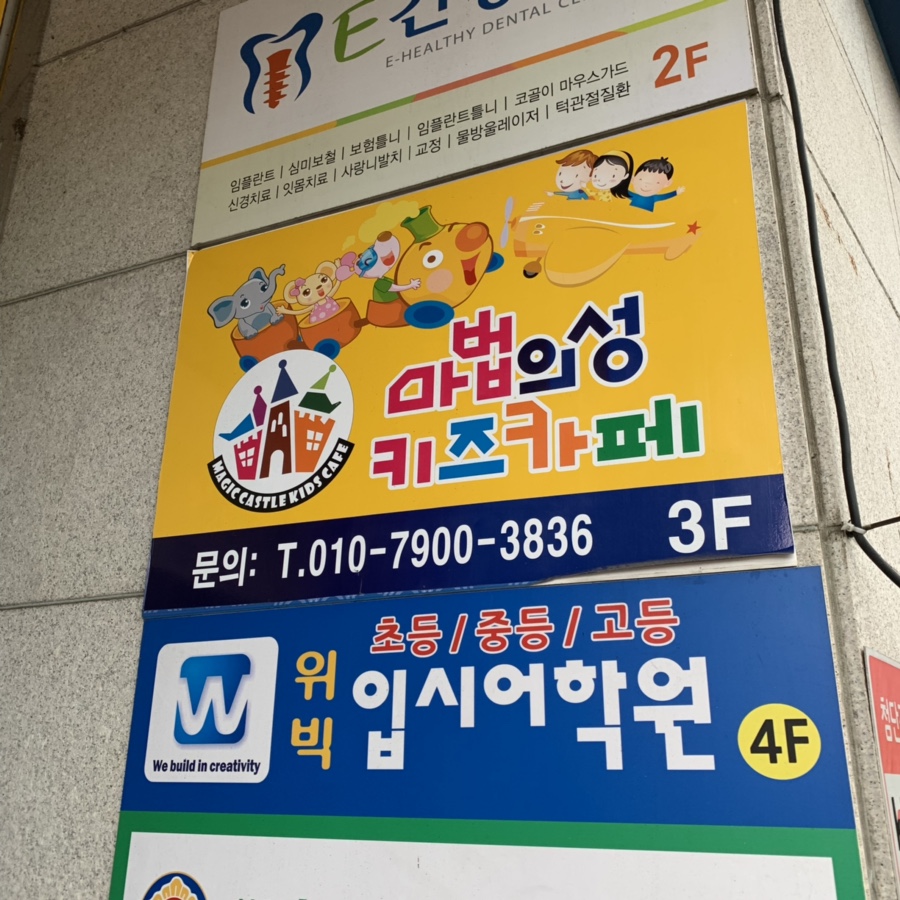 E-HEALTHY DENTAL
2F
임플란트 | 심미보철 | 보험틀니 | 임플란트틀니 | 코골이 마우스가드
신경치료 | 잇몸치료 | 사랑니발치 | 교정 | 물방울레이저 | 턱관절질환
마법의성
키즈카페
MAGIC CASTLE KIDS CAFE
문의: T.010-7900-3836
3F
초등/중등/고등
위빅
입시어학원
4F
W
We build in creativity
첨단